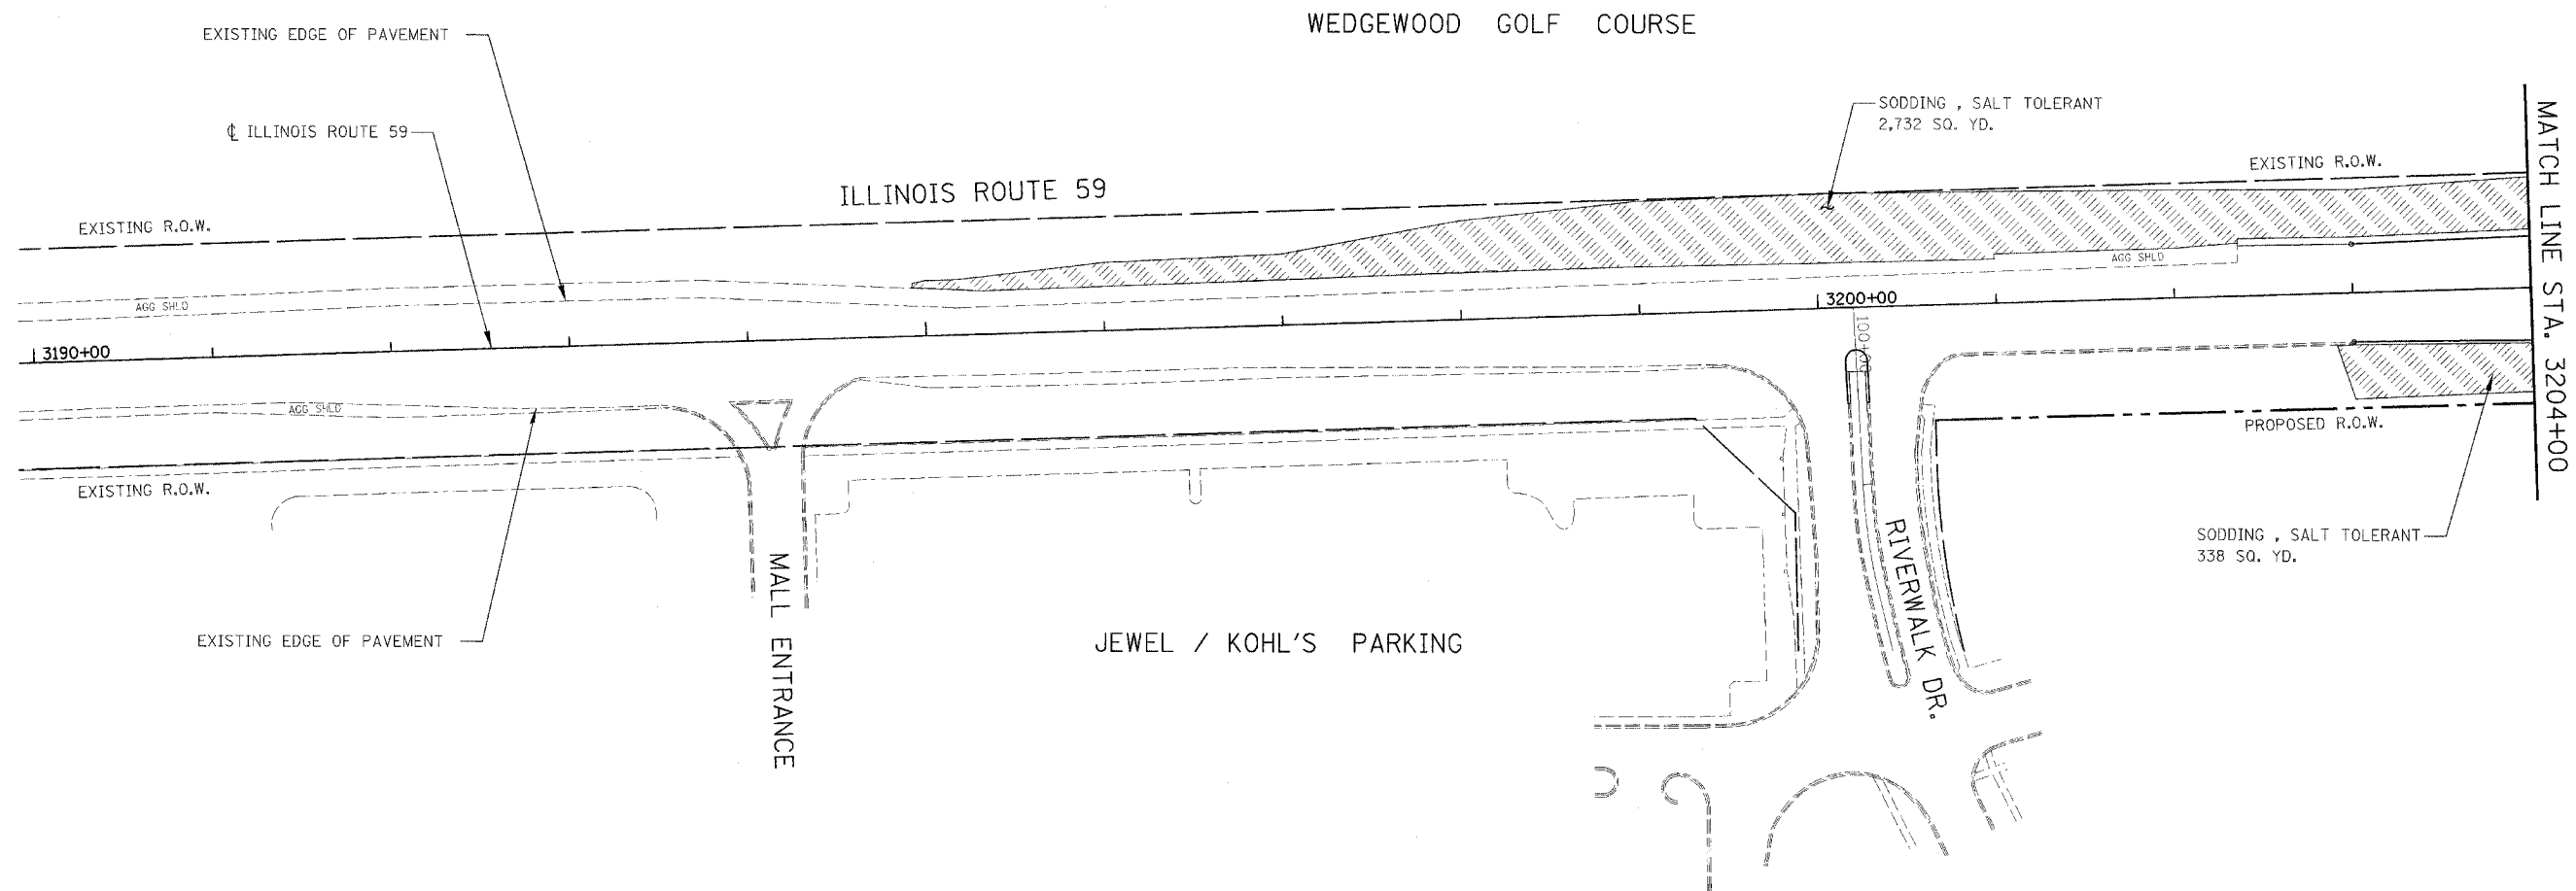 WEDGEWOOD GOLF COURSE
EXISTING EDGE OF PAVEMENT
℄ ILLINOIS ROUTE 59
SODDING , SALT TOLERANT
2,732 SQ. YD.
EXISTING R.O.W.
MATCH LINE STA. 3204+00
ILLINOIS ROUTE 59
EXISTING R.O.W.
AGG SHLD
AGG SHLD
3190+00
3200+00
100+00
AGG SHLD
EXISTING R.O.W.
PROPOSED R.O.W.
SODDING , SALT TOLERANT
338 SQ. YD.
EXISTING EDGE OF PAVEMENT
MALL ENTRANCE
JEWEL / KOHL'S PARKING
RIVERWALK DR.